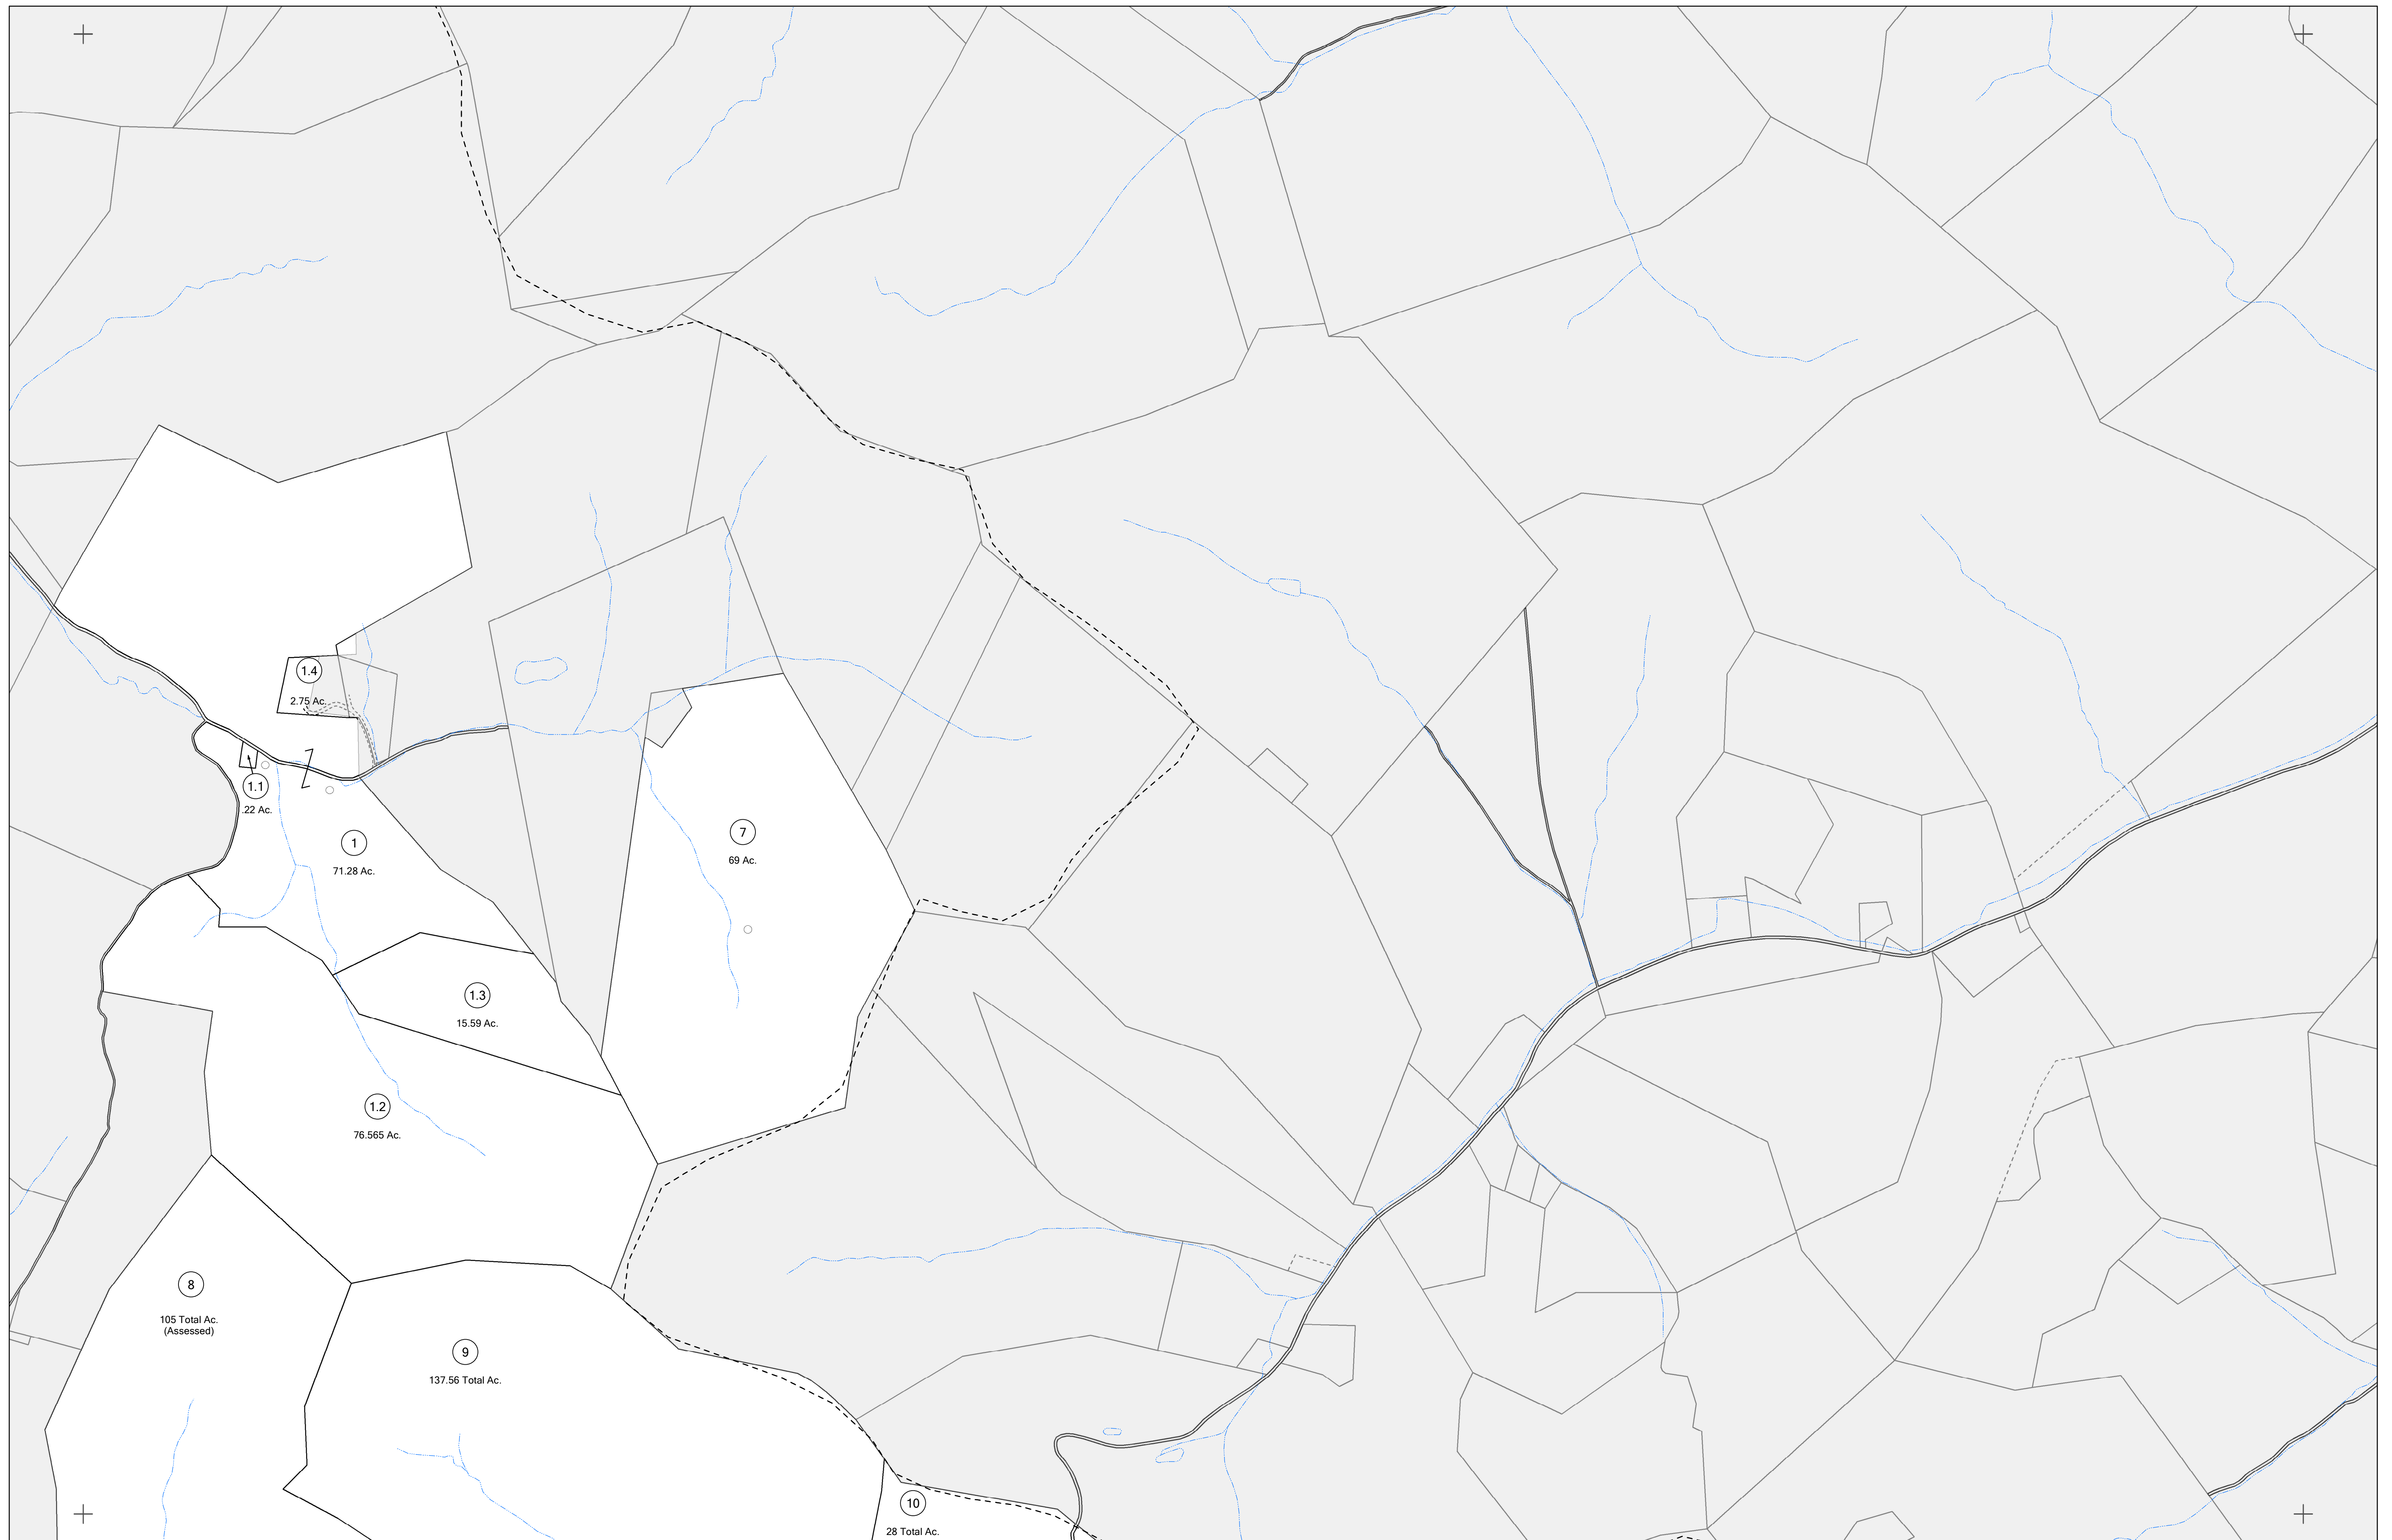 1.4
2.75 Ac.
1.1
.22 Ac.
1
71.28 Ac.
7
69 Ac.
1.3
15.59 Ac.
1.2
76.565 Ac.
8
105 Total Ac.
(Assessed)
9
137.56 Total Ac.
10
28 Total Ac.